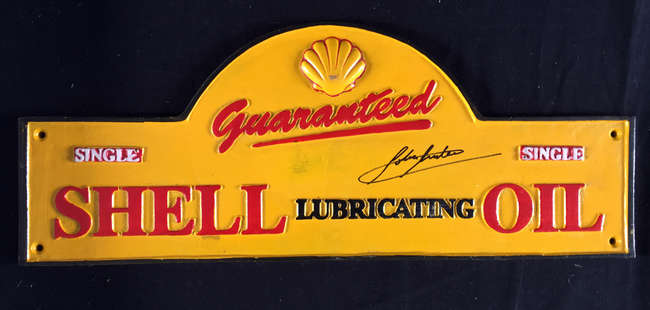 Guaranteed
SINGLE SINGLE
SHELL LUBRICATING OIL